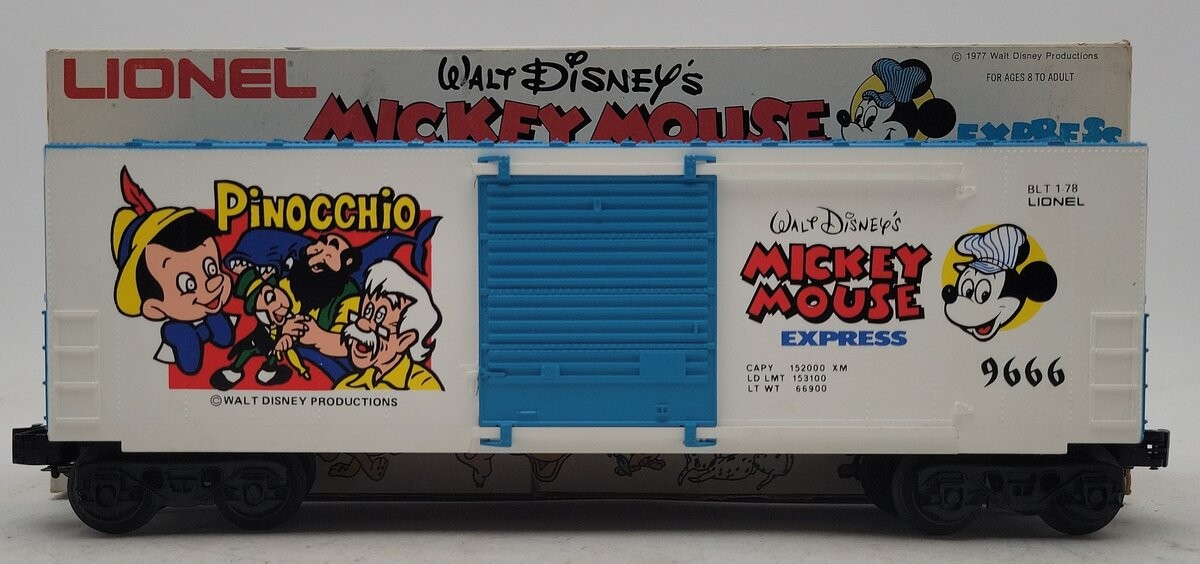 LIONEL®
WALT DISNEY'S
MICKEY MOUSE
EXPRESS
© 1977 Walt Disney Productions
FOR AGES 8 TO ADULT
PINOCCHIO
©WALT DISNEY PRODUCTIONS
BLT 1-78
LIONEL
WALT DISNEY'S
MICKEY
MOUSE
EXPRESS
CAPY 152000 XM
LD LMT 153100
LT WT 66900
9666